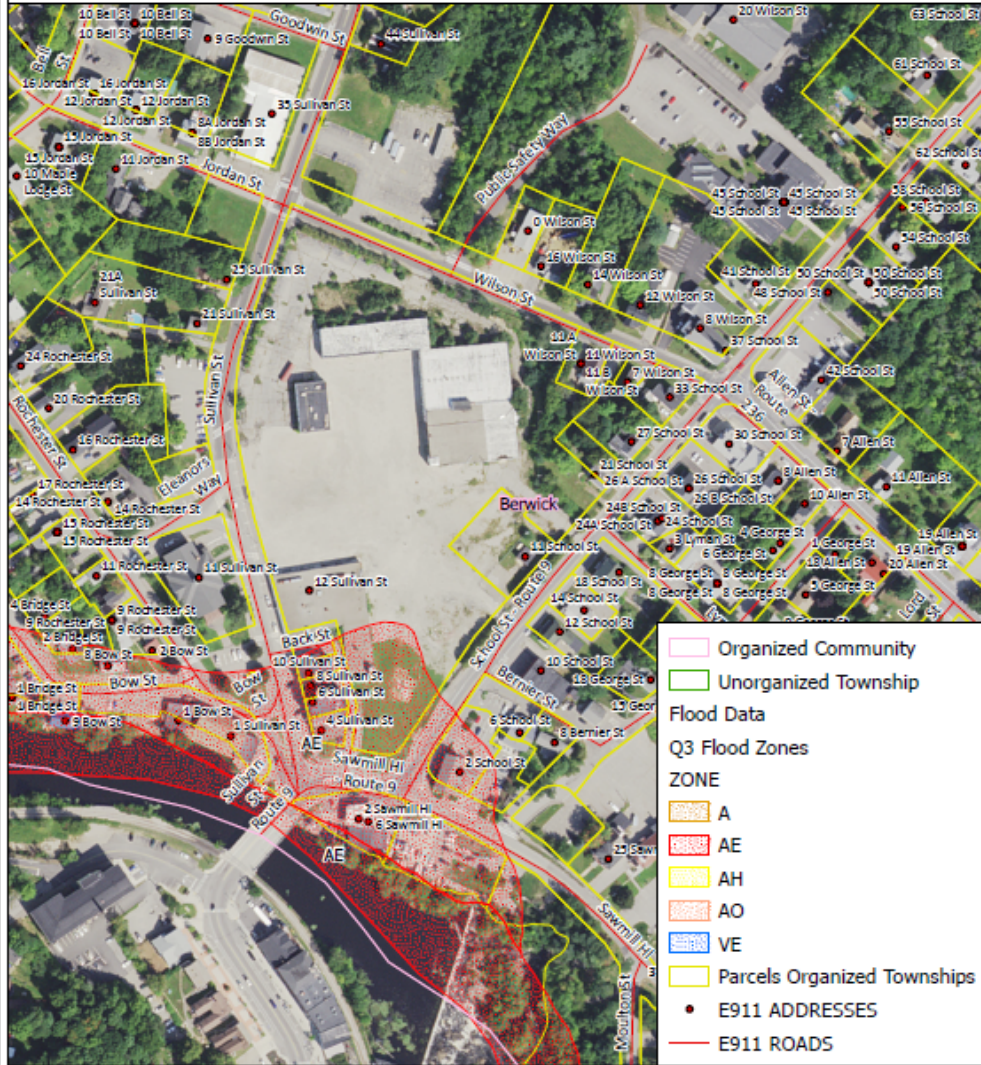 Goodwin St
44 Sullivan St
20 Wilson St
63 School St
10 Bell St
10 Bell St
10 Bell St
10 Bell St
9 Goodwin St
Bell St
61 School St
16 Jordan St
16 Jordan St
12 Jordan St
12 Jordan St
12 Jordan St
35 Sullivan St
8A Jordan St
8B Jordan St
55 School St
15 Jordan St
15 Jordan St
11 Jordan St
10 Maple
Lodge St
Jordan St
Public Safety Way
62 School St
45 School St
45 School St
45 School St
45 School St
58 School St
56 School St
0 Wilson St
54 School St
16 Wilson St
14 Wilson St
25 Sullivan St
21A
Sullivan St
Wilson St
41 School St
50 School St
50 School St
50 School St
48 School St
12 Wilson St
8 Wilson St
21 Sullivan St
37 School St
11 A
Wilson St
11 Wilson St
11 B
Wilson St
7 Wilson St
24 Rochester St
Sullivan St
33 School St
Allen St
Route
236
42 School St
20 Rochester St
Rochester St
16 Rochester St
27 School St
30 School St
7 Allen St
21 School St
26 A School St
26 School St
26 B School St
8 Allen St
11 Allen St
10 Allen St
Eleanors
Way
17 Rochester St
14 Rochester St
14 Rochester St
15 Rochester St
15 Rochester St
Berwick
24B School St
24A School St
24 School St
3 Lyman St
4 George St
6 George St
1 George St
19 Allen St
19 Allen St
18 Allen St
20 Allen St
11 School St
11 Rochester St
11 Sullivan St
12 Sullivan St
18 School St
8 George St
8 George St
8 George St
8 George St
School St - Route 9
14 School St
12 School St
Lord
St
4 Bridge St
9 Rochester St
9 Rochester St
2 Bridge St
8 Bow St
2 Bow St
Back St
10 Sullivan St
8 Sullivan St
6 Sullivan St
4 Sullivan St
10 School St
13 George St
Bernier St
Bow St
Bow
St
1 Bridge St
1 Bridge St
9 Bow St
1 Bow St
1 Sullivan St
AE
6 School St
8 Bernier St
Sawmill Hl
Route 9
2 School St
Sullivan
St
Route 9
2 Sawmill Hl
6 Sawmill Hl
AE
Sawmill Hl
Moulton St
Organized Community
Unorganized Township
Flood Data
Q3 Flood Zones
ZONE
A
AE
AH
AO
VE
Parcels Organized Townships
E911 ADDRESSES
E911 ROADS